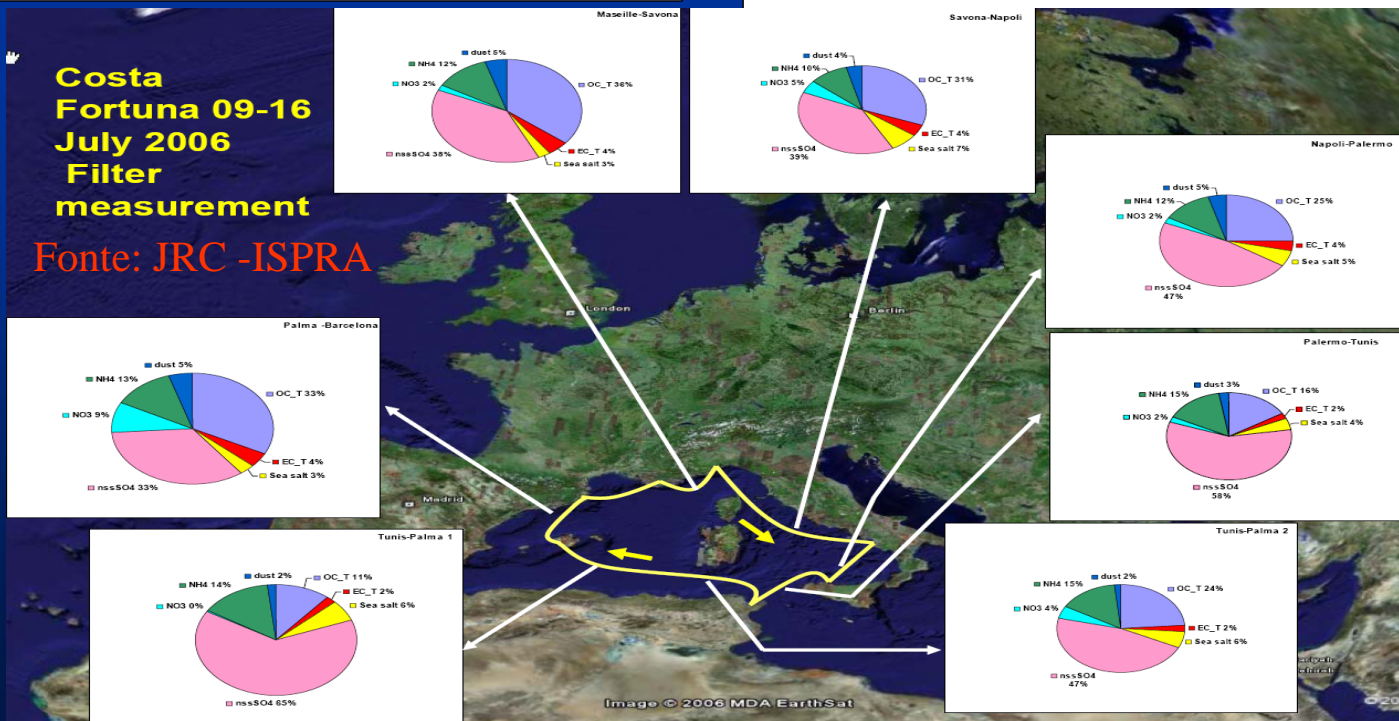 Costa
Fortuna 09-16
July 2006
Filter
measurement
Fonte: JRC -ISPRA
Maseille-Savona
dust 5%
NH4 12%
NO3 2%
OC_T 36%
EC_T 4%
Sea salt 3%
nssSO4 38%
Savona-Napoli
dust 4%
NH4 10%
NO3 5%
OC_T 31%
EC_T 4%
Sea salt 7%
nssSO4
39%
Napoli-Palermo
dust 5%
NH4 12%
NO3 2%
OC_T 25%
EC_T 4%
Sea salt 5%
nssSO4
47%
Palma -Barcelona
dust 5%
NH4 13%
NO3 9%
OC_T 33%
EC_T 4%
Sea salt 3%
nssSO4 33%
Palermo-Tunis
dust 3%
NH4 15%
NO3 2%
OC_T 16%
EC_T 2%
Sea salt 4%
nssSO4
58%
Tunis-Palma 1
dust 2%
NH4 14%
NO3 0%
OC_T 11%
EC_T 2%
Sea salt 6%
nssSO4 65%
Tunis-Palma 2
dust 2%
NH4 15%
NO3 4%
OC_T 24%
EC_T 2%
Sea salt 6%
nssSO4
47%
London
Berlin
Madrid
Image © 2006 MDA EarthSat